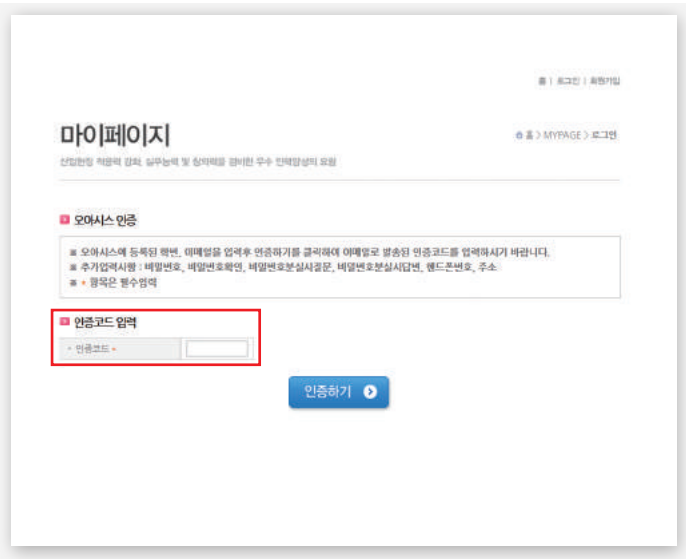 홈 | 로그인 | 회원가입
마이페이지
홈 > MYPAGE > 로그인
산업현장 적응력 강화, 실무능력 및 창의력을 겸비한 우수 인력양성의 요람
오아시스 인증
오아시스에 등록된 학번, 이메일을 입력후 인증하기를 클릭하여 이메일로 발송된 인증코드를 입력하시기 바랍니다.
추가입력사항 : 비밀번호, 비밀번호확인, 비밀번호분실시질문, 비밀번호분실시답변, 핸드폰번호, 주소
* 항목은 필수입력
인증코드 입력
인증코드 *
인증하기